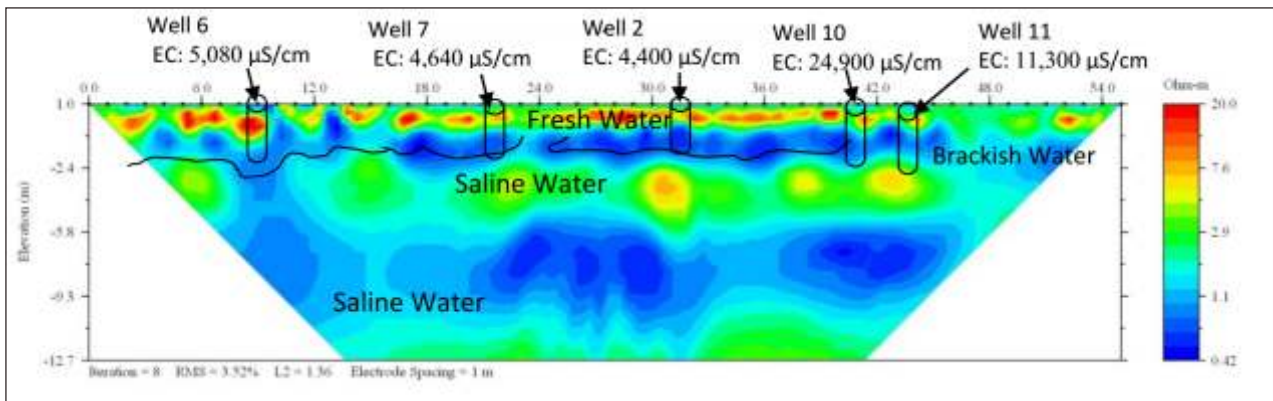 Well 6
EC: 5,080 µS/cm
Well 7
EC: 4,640 µS/cm
Well 2
EC: 4,400 µS/cm
Well 10
EC: 24,900 µS/cm
Well 11
EC: 11,300 µS/cm
0.0 6.0 12.0 18.0 24.0 30.0 36.0 42.0 48.0 54.0
Ohm-m
Elevation (m)
1.0
-2.4
-5.8
-9.3
-12.7
20.0
7.6
2.9
1.1
0.42
Fresh Water
Brackish Water
Saline Water
Saline Water
Iteration = 8 RMS = 3.52% L2 = 1.36 Electrode Spacing = 1 m